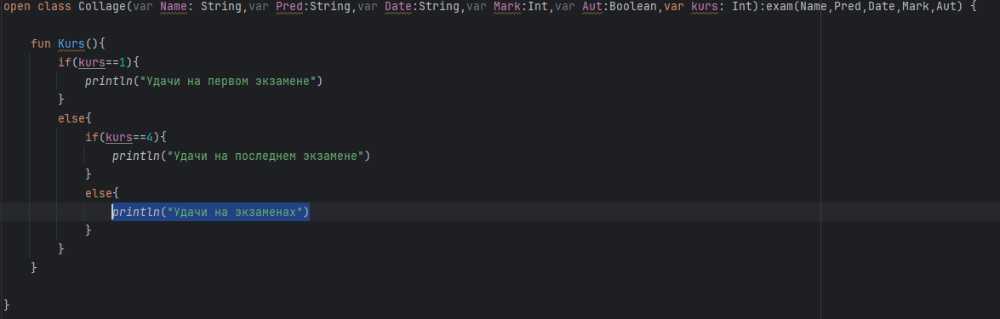 open class Collage(var Name: String,var Pred:String,var Date:String,var Mark:Int,var Aut:Boolean,var kurs: Int):exam(Name,Pred,Date,Mark,Aut) {
fun Kurs(){
if(kurs==1){
println("Удачи на первом экзамене")
}
else{
if(kurs==4){
println("Удачи на последнем экзамене")
}
else{
println("Удачи на экзаменах")
}
}
}
}